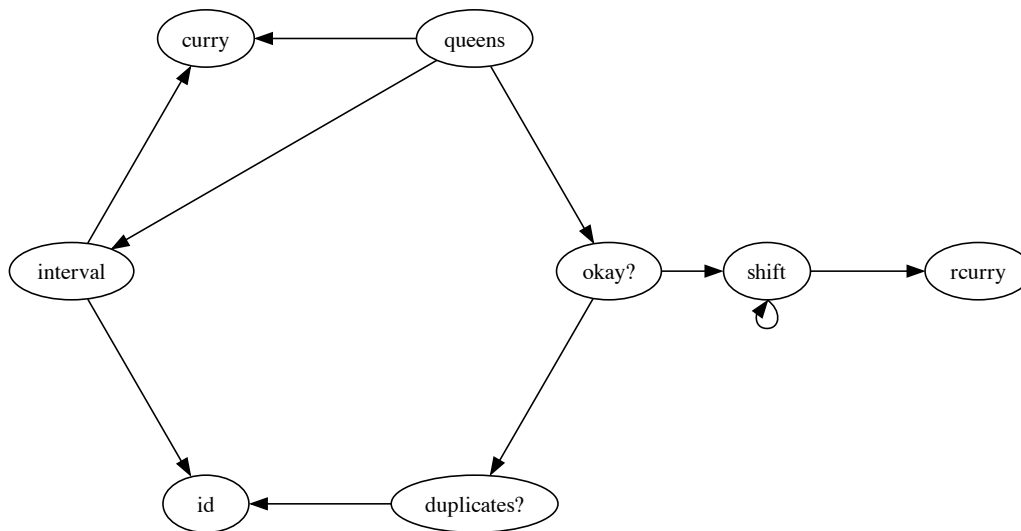 curry
queens
interval
okay?
shift
rcurry
id
duplicates?